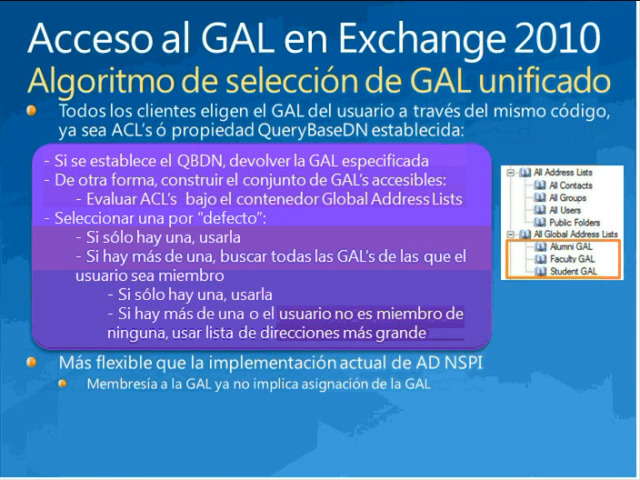 Acceso al GAL en Exchange 2010
Algoritmo de selección de GAL unificado
Todos los clientes eligen el GAL del usuario a través del mismo código,
ya sea ACL's ó propiedad QueryBaseDN establecida:
- Si se establece el QBDN, devolver la GAL especificada
- De otra forma, construir el conjunto de GAL's accesibles:
- Evaluar ACL's bajo el contenedor Global Address Lists
- Seleccionar una por "defecto":
- Si sólo hay una, usarla
- Si hay más de una, buscar todas las GAL's de las que el
usuario sea miembro
- Si sólo hay una, usarla
- Si hay más de una o el usuario no es miembro de
ninguna, usar lista de direcciones más grande
All Address Lists
All Contacts
All Groups
All Users
Public Folders
All Global Address Lists
Alumni GAL
Faculty GAL
Student GAL
Más flexible que la implementación actual de AD NSPI
Membresía a la GAL ya no implica asignación de la GAL